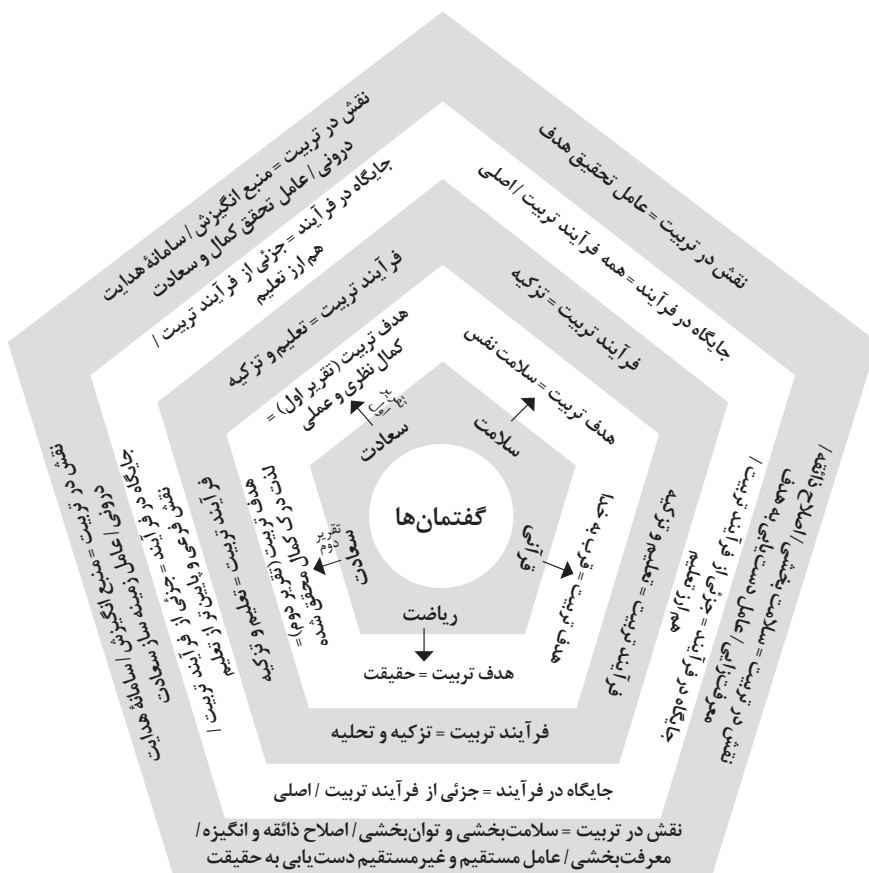 گفتمان‌ها
سلامت
هدف تربیت = سلامت نفس
فرآیند تربیت = تزکیه
جایگاه در فرآیند = همه فرآیند تربیت / اصلی
نقش در تربیت = عامل تحقیق هدف
قرآنی
هدف تربیت = قرب به خدا
فرآیند تربیت = تعلیم و تزکیه
جایگاه در فرآیند = جزئی از فرآیند تربیت /
هم‌ارز تعلیم
نقش در تربیت = سلامت بخشی / اصلاح ذائقه /
معرفت‌زایی / عامل دست‌یابی به هدف
ریاضت
هدف تربیت = حقیقت
فرآیند تربیت = تزکیه و تحلیه
جایگاه در فرآیند = جزئی از فرآیند تربیت / اصلی
نقش در تربیت = سلامت‌بخشی و توان‌بخشی / اصلاح ذائقه و انگیزه /
معرفت‌بخشی / عامل مستقیم و غیرمستقیم دست‌یابی به حقیقت
سعادت
تقریر
دوم
هدف تربیت (تقریر دوم) =
لذت درک کمال محقق شده
فرآیند تربیت = تعلیم و تزکیه
جایگاه در فرآیند = جزئی از فرآیند تربیت /
نقش فرعی و پایین تر از تعلیم
نقش در تربیت = منبع انگیزش / سامانۀ هدایت
درونی / عامل زمینه ساز سعادت
سعادت
تقریر
اول
هدف تربیت (تقریر اول) =
کمال نظری و عملی
فرآیند تربیت = تعلیم و تزکیه
جایگاه در فرآیند = جزئی از فرآیند تربیت /
هم‌ارز تعلیم
نقش در تربیت = منبع انگیزش / سامانۀ هدایت
درونی / عامل تحقق کمال و سعادت